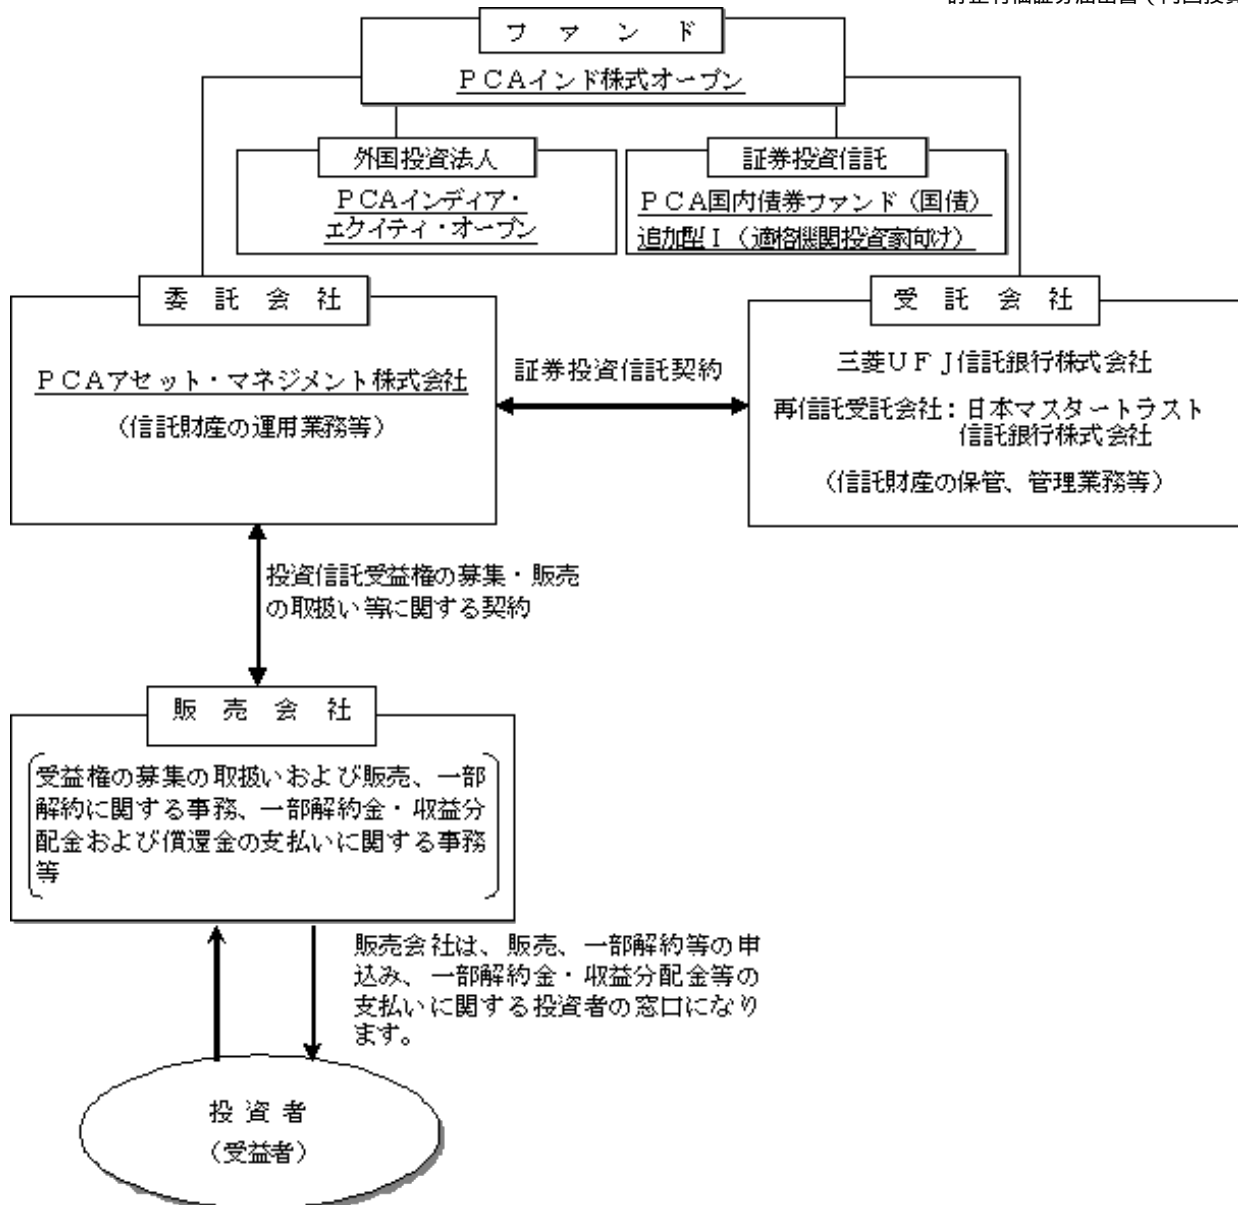 ファンド
PCAインド株式オープン
外国投資法人
PCAインディア・
エクイティ・オープン
証券投資信託
PCA国内債券ファンド(国債)
追加型I(適格機関投資家向け)
委託会社
PCAアセット・マネジメント株式会社
(信託財産の運用業務等)
証券投資信託契約
受託会社
三菱UFJ信託銀行株式会社
再信託受託会社:日本マスタートラスト
信託銀行株式会社
(信託財産の保管、管理業務等)
投資信託受益権の募集・販売
の取扱い等に関する契約
販売会社
受益権の募集の取扱いおよび販売、一部
解約に関する事務、一部解約金・収益分
配金および償還金の支払いに関する事務
等
販売会社は、販売、一部解約等の申
込み、一部解約金・収益分配金等の
支払いに関する投資者の窓口になり
ます。
投資者
(受益者)